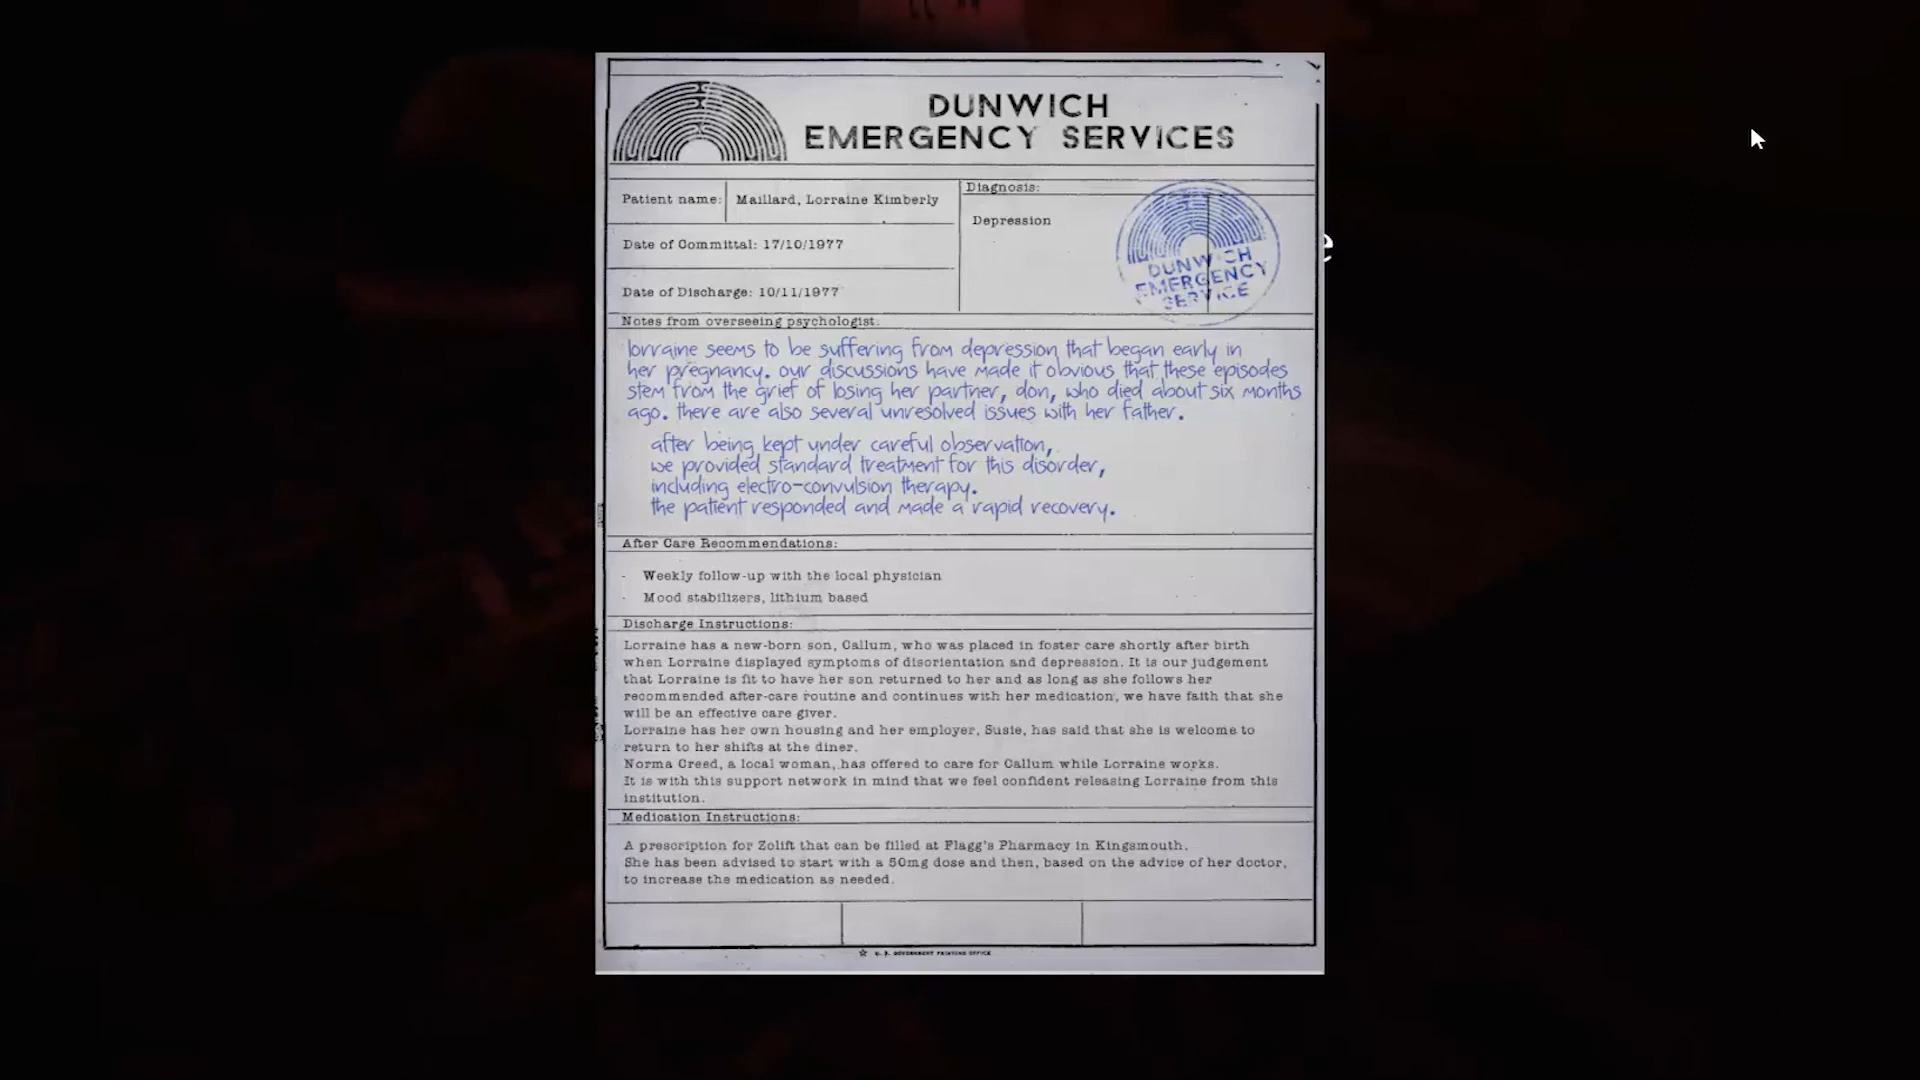 DUNWICH
EMERGENCY SERVICES
Patient name: Maillard, Lorraine Kimberly
Date of Committal: 17/10/1977
Date of Discharge: 10/11/1977
Diagnosis:
Depression
DUNWICH
EMERGENCY
SERVICE
e
Notes from overseeing psychologist:
lorraine seems to be suffering from depression that began early in
her pregnancy. our discussions have made it obvious that these episodes
stem from the grief of losing her partner, don, who died about six months
ago. there are also several unresolved issues with her father.
after being kept under careful observation,
we provided standard treatment for this disorder,
including electro-convulsion therapy.
the patient responded and made a rapid recovery.
After Care Recommendations:
- Weekly follow-up with the local physician
- Mood stabilizers, lithium based
Discharge Instructions:
Lorraine has a new-born son, Callum, who was placed in foster care shortly after birth
when Lorraine displayed symptoms of disorientation and depression. It is our judgement
that Lorraine is fit to have her son returned to her and as long as she follows her
recommended after-care routine and continues with her medication, we have faith that she
will be an effective care giver.
Lorraine has her own housing and her employer, Susie, has said that she is welcome to
return to her shifts at the diner.
Norma Creed, a local woman, has offered to care for Callum while Lorraine works.
It is with this support network in mind that we feel confident releasing Lorraine from this
institution.
Medication Instructions:
A prescription for Zolift that can be filled at Flagg's Pharmacy in Kingsmouth.
She has been advised to start with a 50mg dose and then, based on the advice of her doctor,
to increase the medication as needed.
U. S. GOVERNMENT PRINTING OFFICE